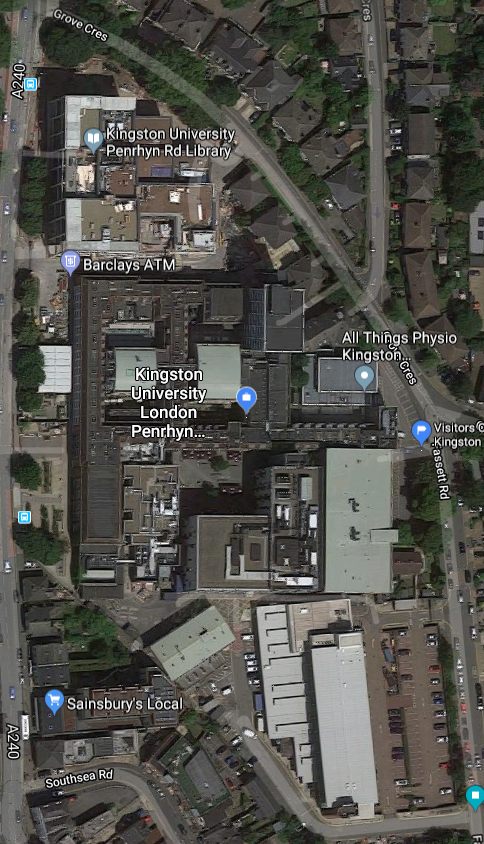 Grove Cres
Cres
A240
Kingston University
Penrhyn Rd Library
Barclays ATM
All Things Physio
Kingston...
Cres
Kingston
University
London
Penrhyn...
Visitors
Kingston
Fassett Rd
Sainsbury's Local
A240
Southsea Rd
F